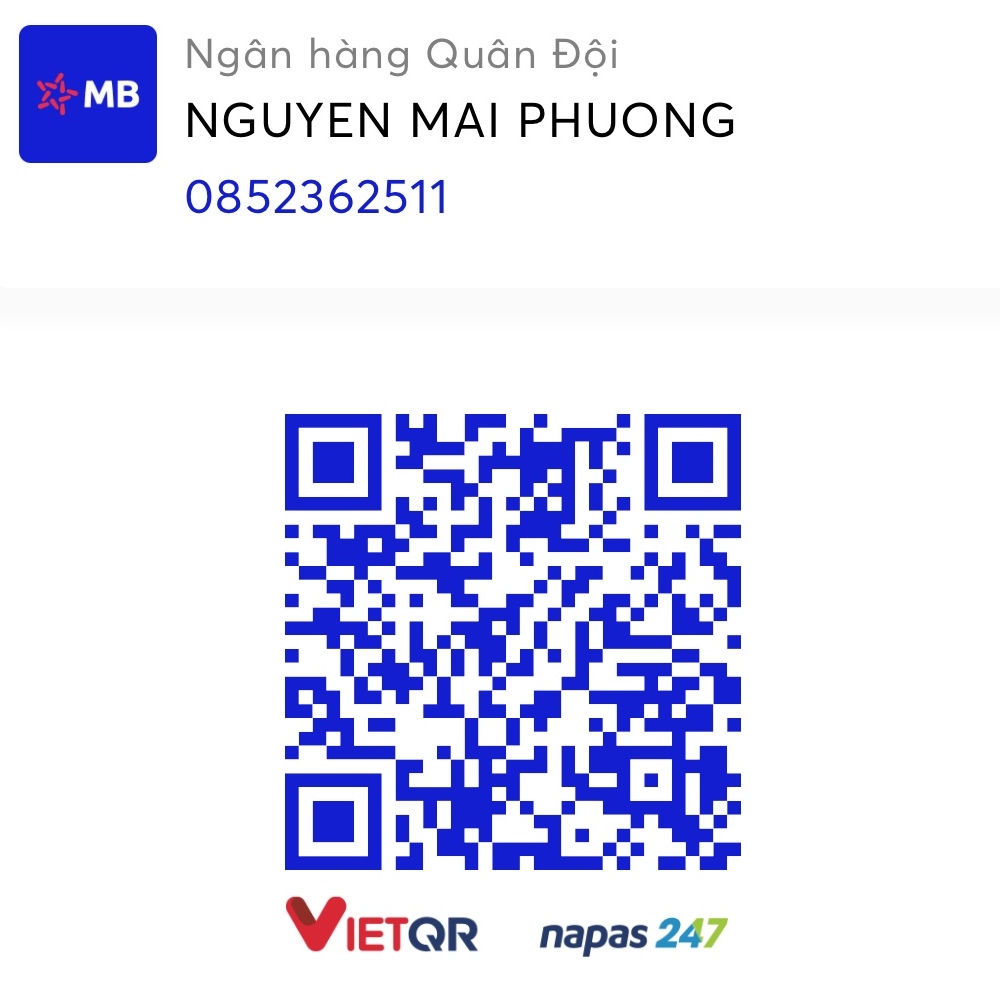 MB
Ngân hàng Quân Đội
NGUYEN MAI PHUONG
0852362511
VIETQR
napas 247